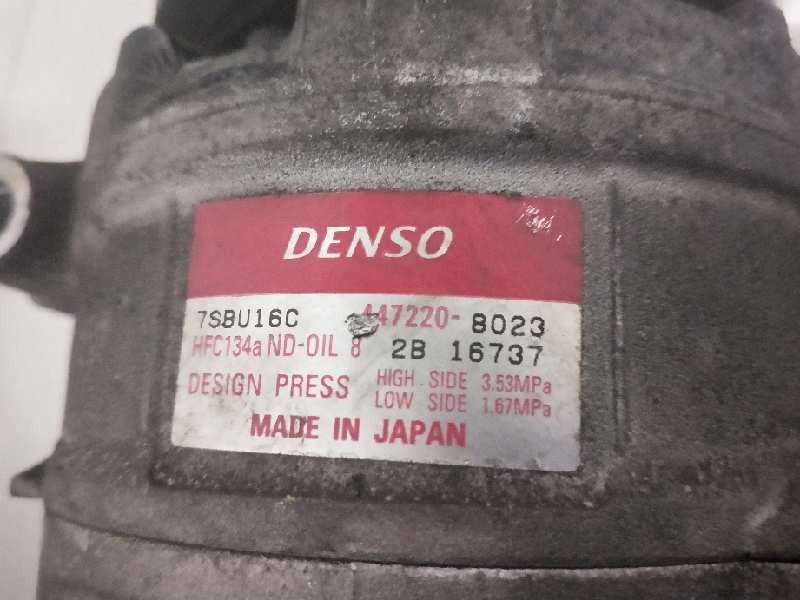 DENSO
7SBU16C 447220-8023
HFC134a ND-OIL 8 2B 16737
DESIGN PRESS HIGH SIDE 3.53MPa
LOW SIDE 1.67MPa
MADE IN JAPAN